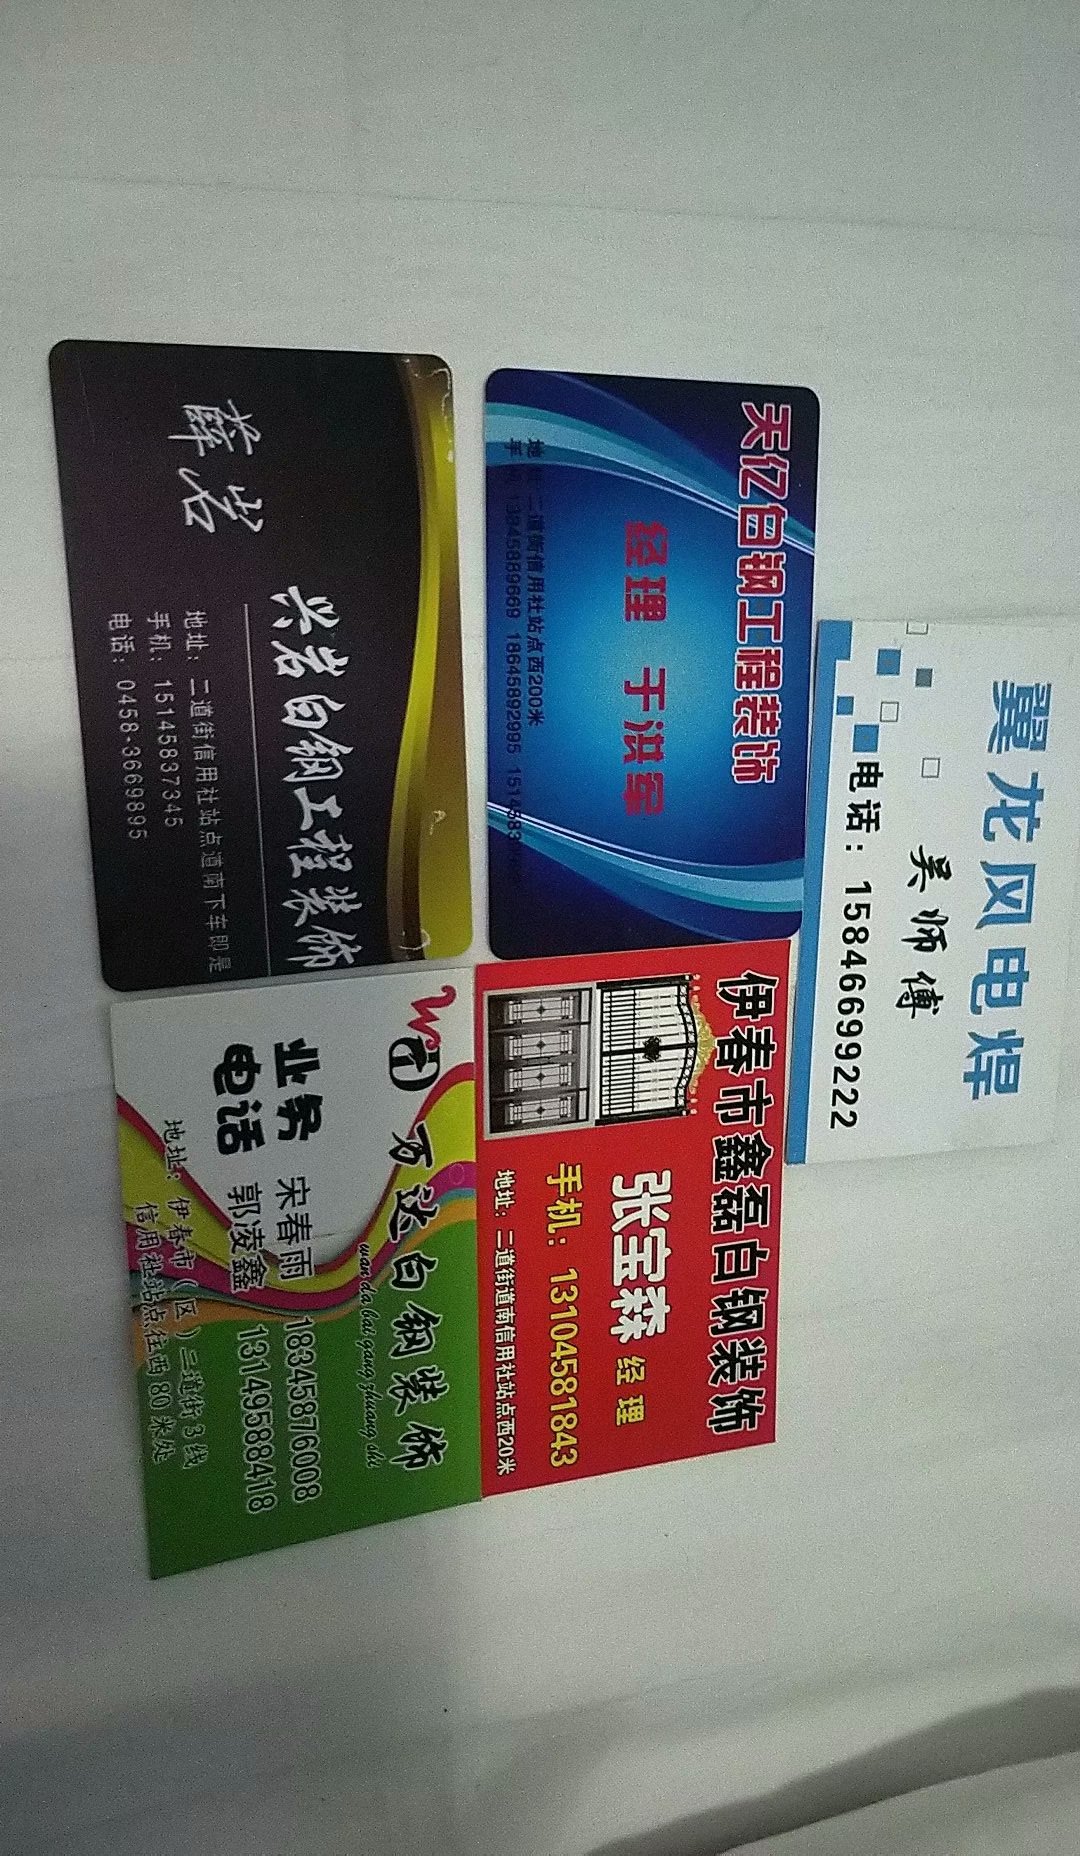 翼龙风电焊
吴师傅
电话：15846699222
天亿白钢工程装饰
经理 于洪军
地址：二道街信用社站点西200米
手机：13845889669 18645892995
兴岩白钢工程装饰
薛岩
地址：二道街信用社站点道南下车即是
手机：15145837345
电话：0458-3669895
伊春市鑫磊白钢装饰
张宝森 经理
手机：13104581843
地址：二道街道南信用社站点西20米
万达白钢装饰
wan da bai gang zhuang shi
业务 宋春雨 18345876008
电话 郭凌鑫 13149588418
地址：伊春市（区）二道街3线
信用社站点往西80米处